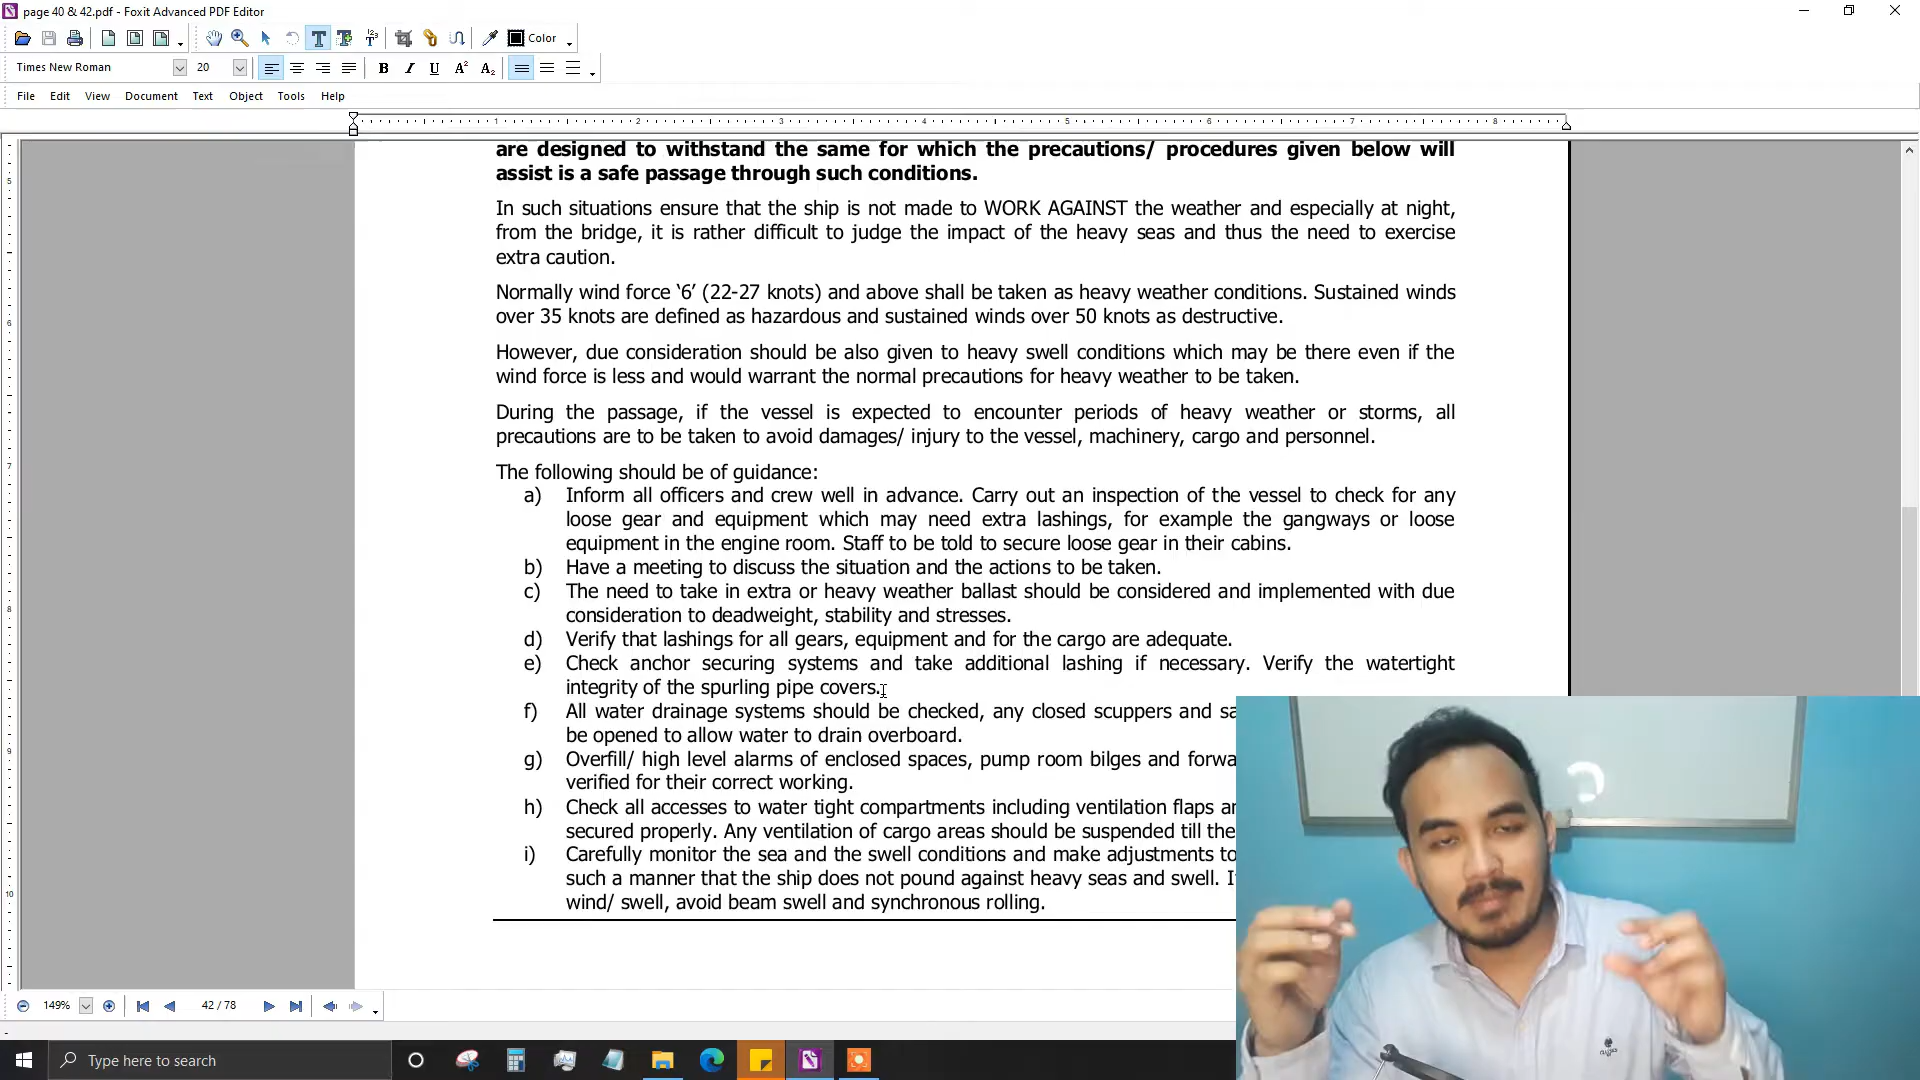 page 40 & 42.pdf - Foxit Advanced PDF Editor
Color
Times New Roman
20
File Edit View Document Text Object Tools Help
1 2 3 4 5 6 7 8
are designed to withstand the same for which the precautions/ procedures given below will
assist is a safe passage through such conditions.
In such situations ensure that the ship is not made to WORK AGAINST the weather and especially at night,
from the bridge, it is rather difficult to judge the impact of the heavy seas and thus the need to exercise
extra caution.
Normally wind force ‘6’ (22-27 knots) and above shall be taken as heavy weather conditions. Sustained winds
over 35 knots are defined as hazardous and sustained winds over 50 knots as destructive.
However, due consideration should be also given to heavy swell conditions which may be there even if the
wind force is less and would warrant the normal precautions for heavy weather to be taken.
During the passage, if the vessel is expected to encounter periods of heavy weather or storms, all
precautions are to be taken to avoid damages/ injury to the vessel, machinery, cargo and personnel.
The following should be of guidance:
a) Inform all officers and crew well in advance. Carry out an inspection of the vessel to check for any
loose gear and equipment which may need extra lashings, for example the gangways or loose
equipment in the engine room. Staff to be told to secure loose gear in their cabins.
b) Have a meeting to discuss the situation and the actions to be taken.
c) The need to take in extra or heavy weather ballast should be considered and implemented with due
consideration to deadweight, stability and stresses.
d) Verify that lashings for all gears, equipment and for the cargo are adequate.
e) Check anchor securing systems and take additional lashing if necessary. Verify the watertight
integrity of the spurling pipe covers.
f) All water drainage systems should be checked, any closed scuppers and
be opened to allow water to drain overboard.
g) Overfill/ high level alarms of enclosed spaces, pump room bilges and
verified for their correct working.
h) Check all accesses to water tight compartments including ventilation flaps
secured properly. Any ventilation of cargo areas should be suspended till the
i) Carefully monitor the sea and the swell conditions and make adjustments to
such a manner that the ship does not pound against heavy seas and swell.
wind/ swell, avoid beam swell and synchronous rolling.
149%
42 / 78
Type here to search